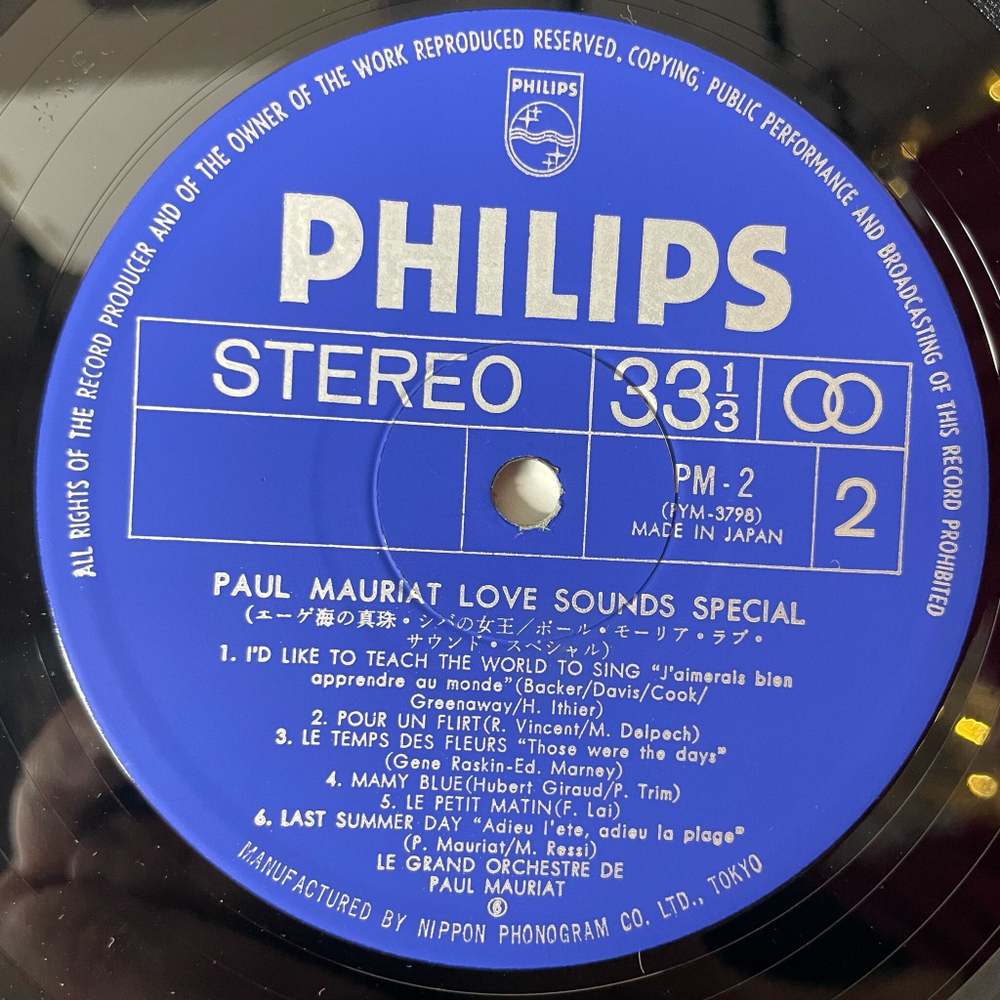 ALL RIGHTS OF THE RECORD PRODUCER AND OF THE OWNER OF THE WORK REPRODUCED RESERVED. COPYING, PUBLIC PERFORMANCE AND BROADCASTING OF THIS RECORD PROHIBITED
PHILIPS
PHILIPS
STEREO
33 1/3
PM-2
(PYM-3798)
MADE IN JAPAN
2
PAUL MAURIAT LOVE SOUNDS SPECIAL
(エーゲ海の真珠・シバの女王/ポール・モーリア・ラブ・
サウンド・スペシャル)
1. I'D LIKE TO TEACH THE WORLD TO SING "J'aimerais bien
apprendre au monde"(Backer/Davis/Cook/
Greenaway/H. Ithier)
2. POUR UN FLIRT(R. Vincent/M. Delpech)
3. LE TEMPS DES FLEURS "Those were the days"
(Gene Raskin-Ed. Marney)
4. MAMY BLUE(Hubert Giraud/P. Trim)
5. LE PETIT MATIN(F. Lai)
6. LAST SUMMER DAY "Adieu l'ete, adieu la plage"
(P. Mauriat/M. Ressi)
LE GRAND ORCHESTRE DE
PAUL MAURIAT
MANUFACTURED BY NIPPON PHONOGRAM CO. LTD., TOKYO